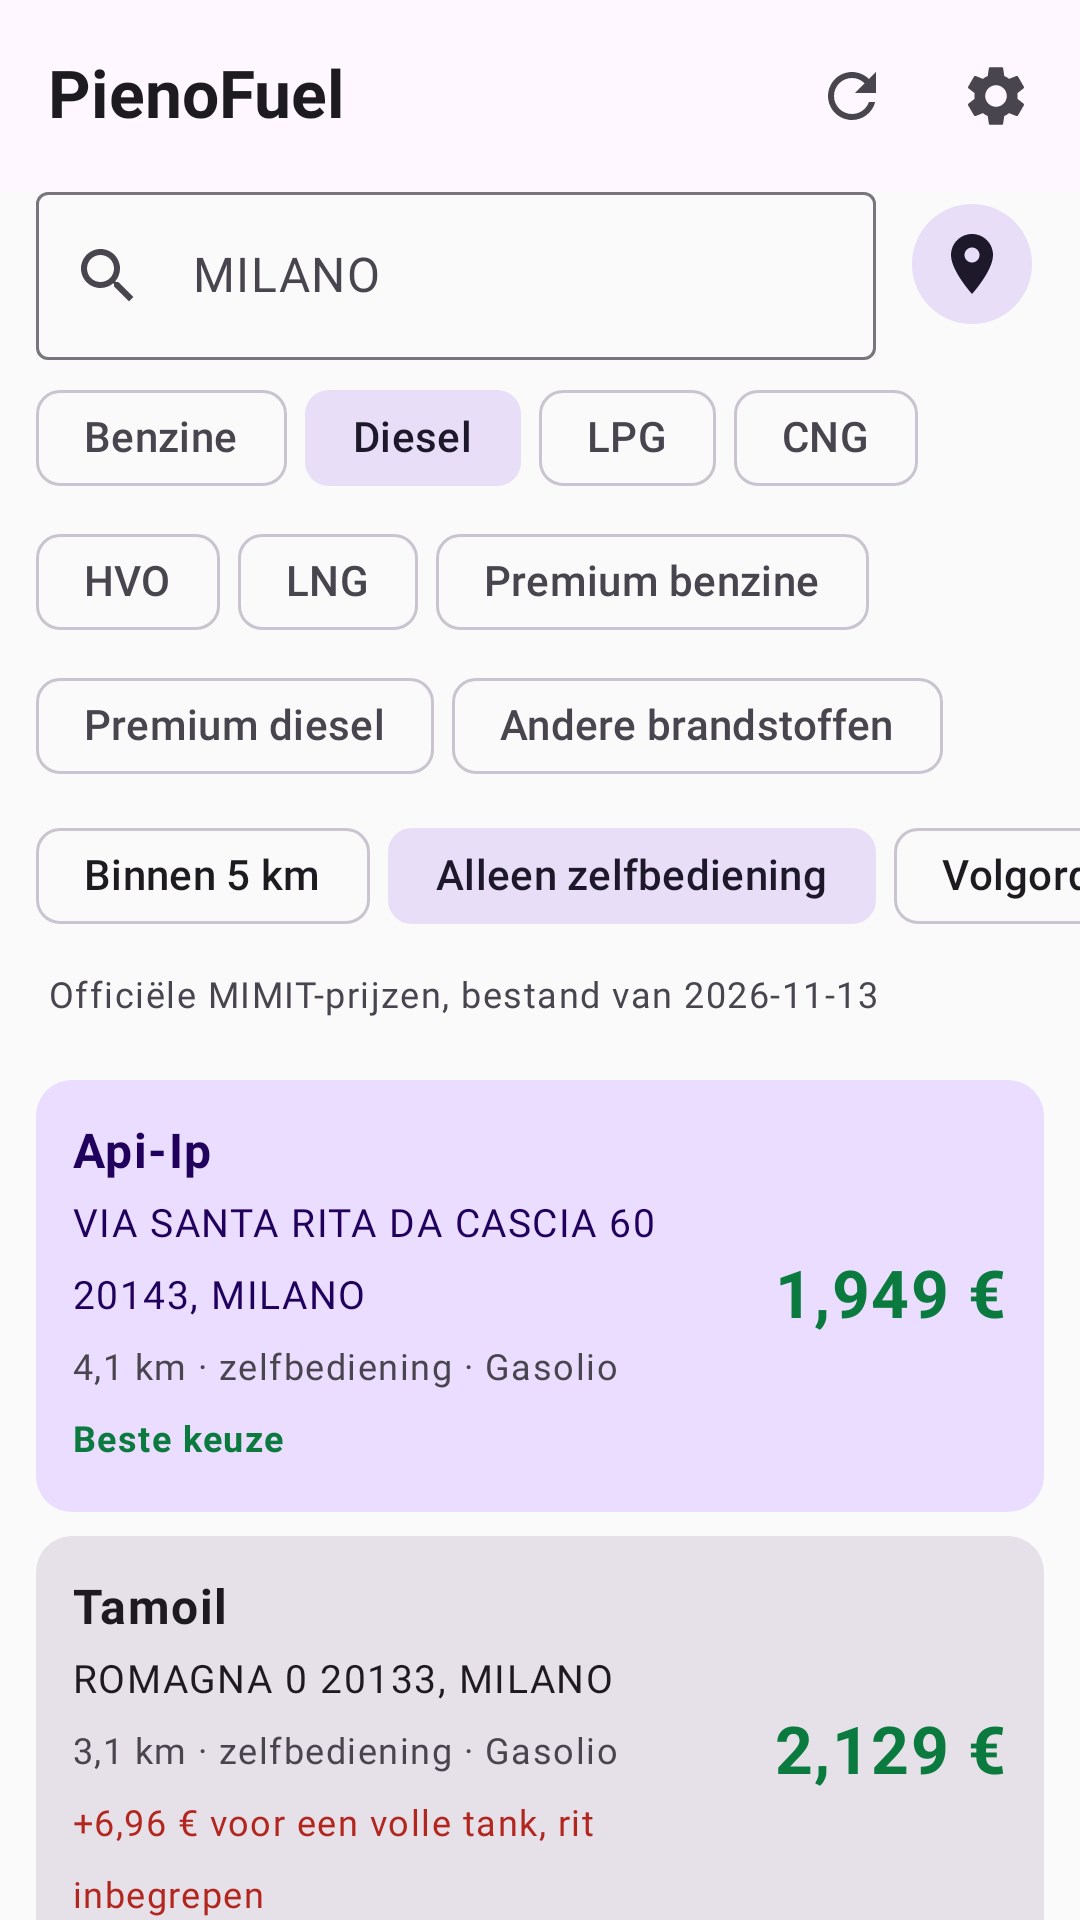 PienoFuel
MILANO
Benzine
Diesel
LPG
CNG
HVO
LNG
Premium benzine
Premium diesel
Andere brandstoffen
Binnen 5 km
Alleen zelfbediening
Officiële MIMIT-prijzen, bestand van 2026-11-13
Api-Ip
VIA SANTA RITA DA CASCIA 60
20143, MILANO
4,1 km · zelfbediening · Gasolio
Beste keuze
1,949 €
Tamoil
ROMAGNA 0 20133, MILANO
3,1 km · zelfbediening · Gasolio
+6,96 € voor een volle tank, rit
inbegrepen
2,129 €